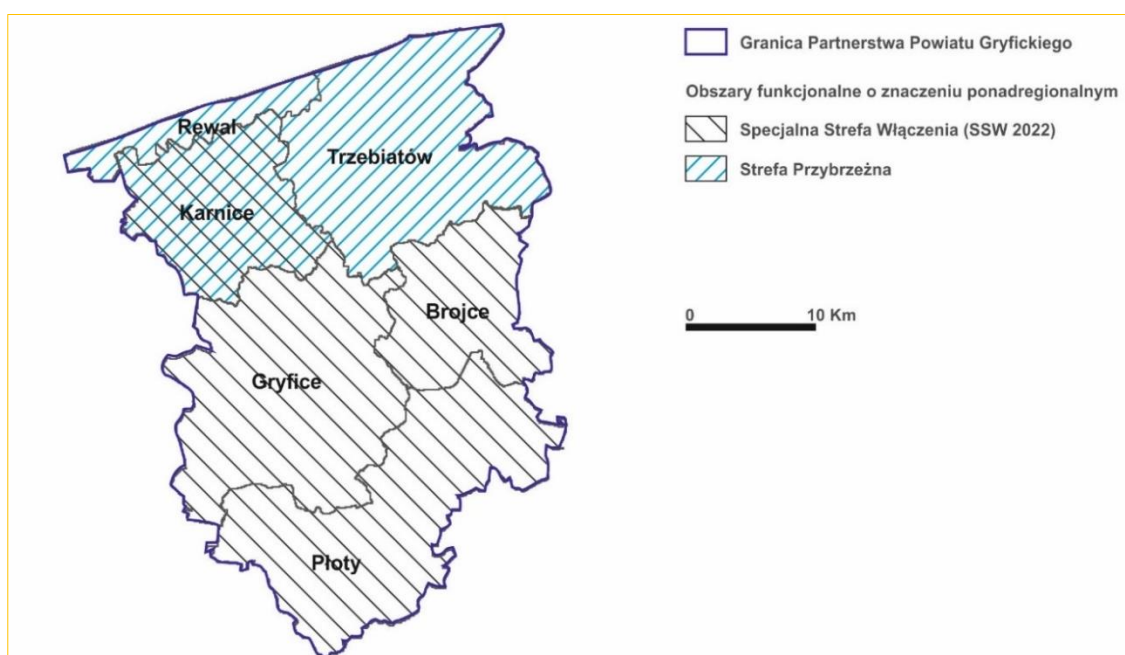 Granica Partnerstwa Powiatu Gryfickiego
Obszary funkcjonalne o znaczeniu ponadregionalnym
Specjalna Strefa Włączenia (SSW 2022)
Strefa Przybrzeżna
0 10 Km
Rewal
Trzebiatów
Karnice
Brojce
Gryfice
Płoty